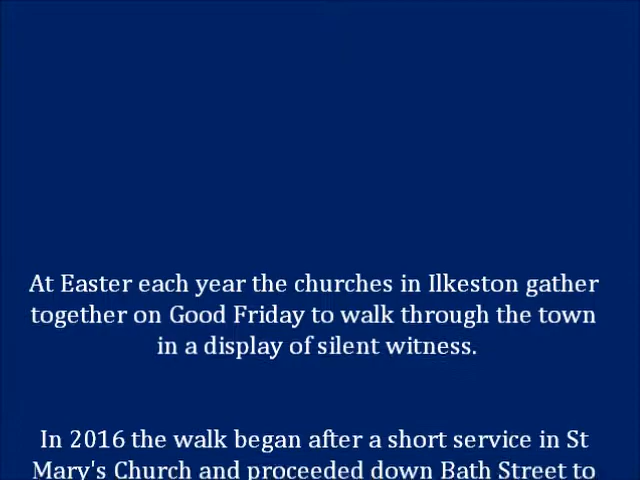 At Easter each year the churches in Ilkeston gather
together on Good Friday to walk through the town
in a display of silent witness.
In 2016 the walk began after a short service in St
Mary's Church and proceeded down Bath Street to